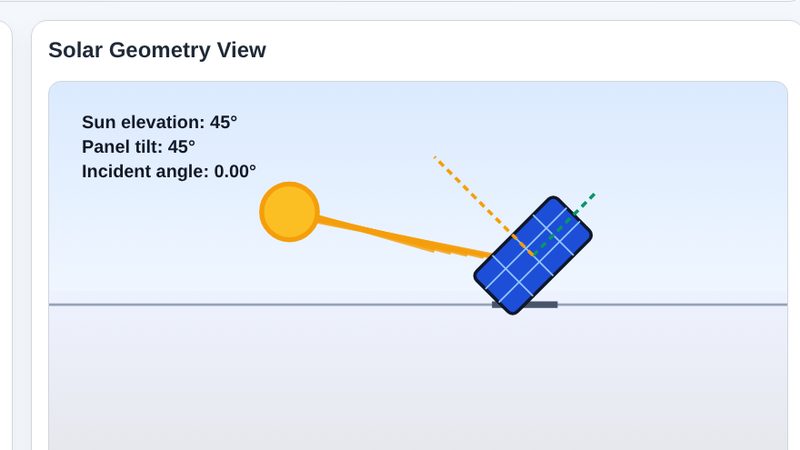 Solar Geometry View
Sun elevation: 45°
Panel tilt: 45°
Incident angle: 0.00°